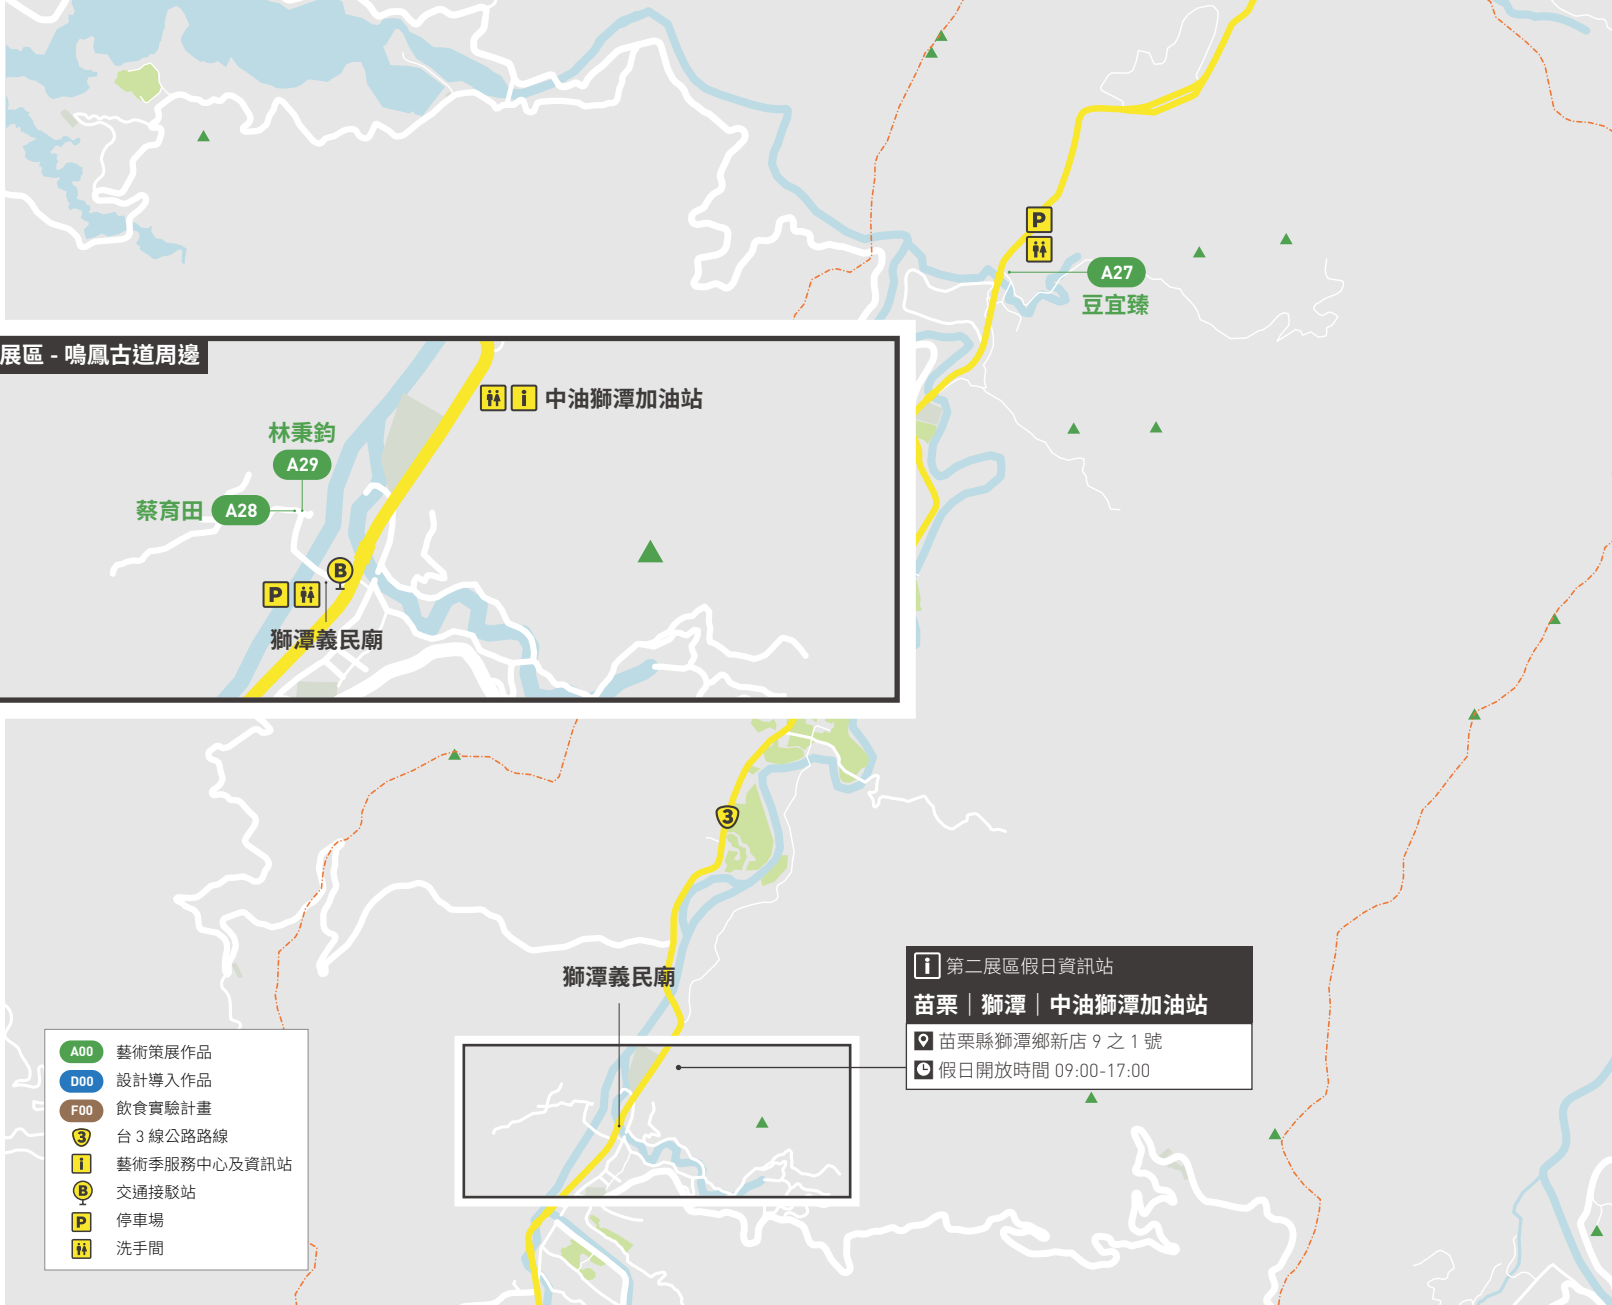 P
A27
豆宜臻
展區 - 鳴鳳古道周邊
i 中油獅潭加油站
林秉鈞
A29
蔡育田 A28
B
P
獅潭義民廟
3
獅潭義民廟
i 第二展區假日資訊站
苗栗｜獅潭｜中油獅潭加油站
苗栗縣獅潭鄉新店 9 之 1 號
假日開放時間 09:00-17:00
A00 藝術策展作品
D00 設計導入作品
F00 飲食實驗計畫
3 台 3 線公路路線
i 藝術季服務中心及資訊站
B 交通接駁站
P 停車場
洗手間